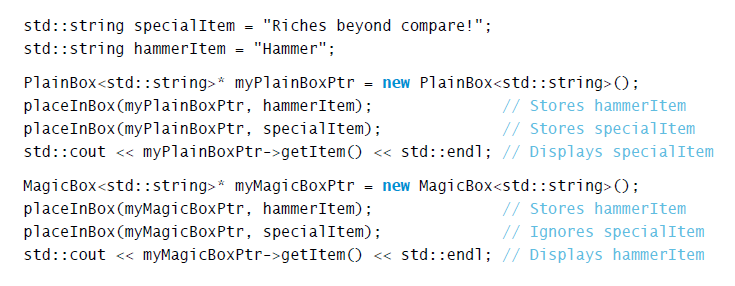 std::string specialItem = "Riches beyond compare!";
std::string hammerItem = "Hammer";
PlainBox<std::string>* myPlainBoxPtr = new PlainBox<std::string>();
placeInBox(myPlainBoxPtr, hammerItem); // Stores hammerItem
placeInBox(myPlainBoxPtr, specialItem); // Stores specialItem
std::cout << myPlainBoxPtr->getItem() << std::endl; // Displays specialItem
MagicBox<std::string>* myMagicBoxPtr = new MagicBox<std::string>();
placeInBox(myMagicBoxPtr, hammerItem); // Stores hammerItem
placeInBox(myMagicBoxPtr, specialItem); // Ignores specialItem
std::cout << myMagicBoxPtr->getItem() << std::endl; // Displays hammerItem